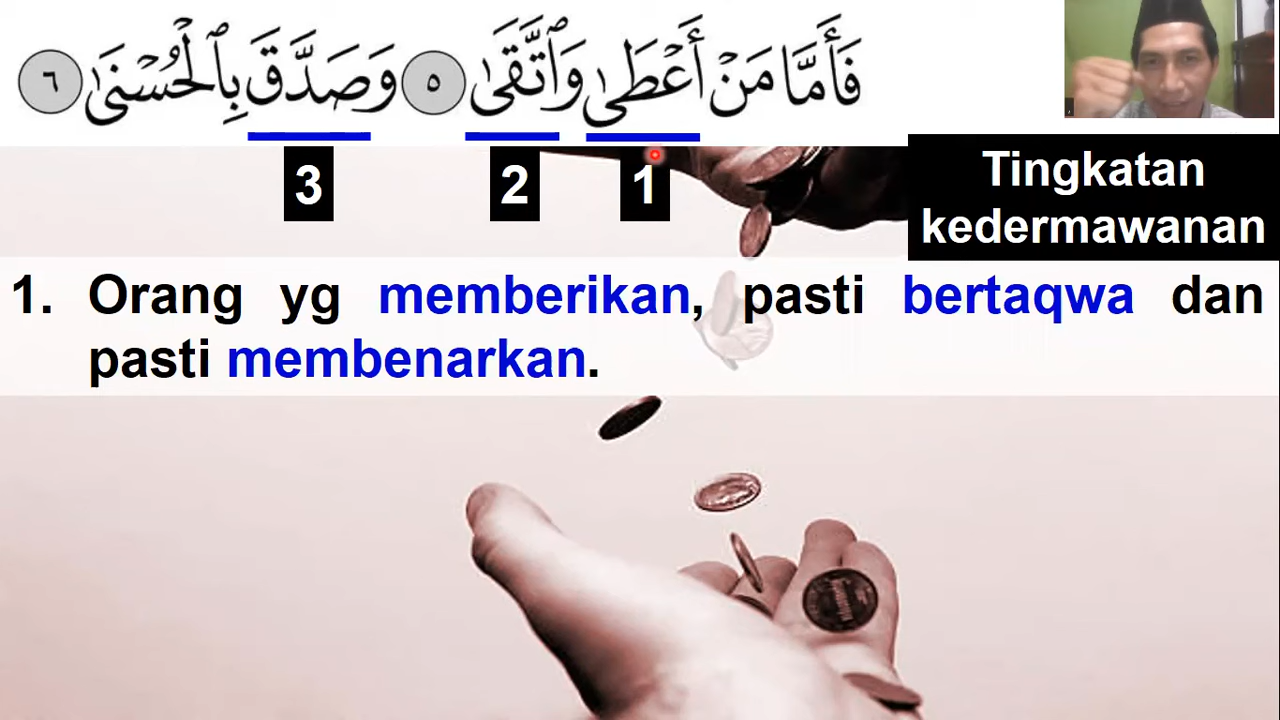 فَأَمَّا مَنْ أَعْطَىٰ وَٱتَّقَىٰ ٥ وَصَدَّقَ بِٱلْحُسْنَىٰ ٦
3 2 1
Tingkatan
kedermawanan
1. Orang yg memberikan, pasti bertaqwa dan
pasti membenarkan.